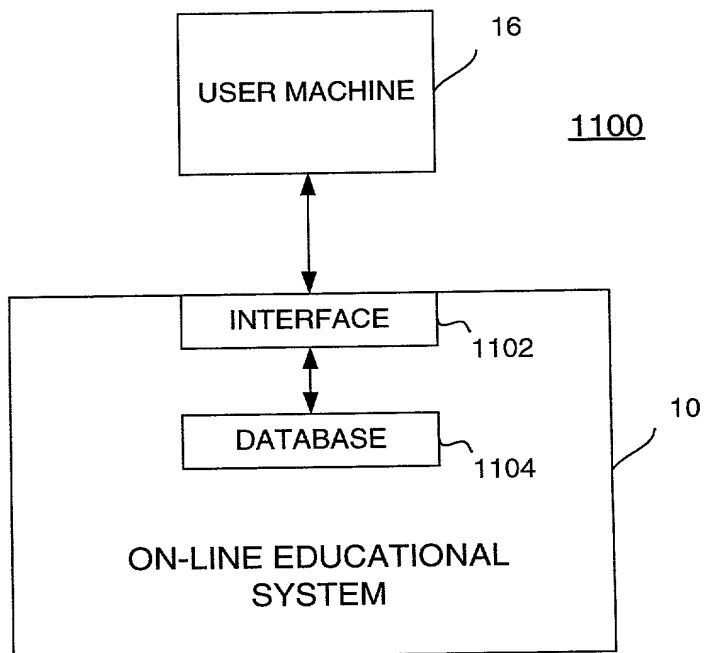 16
USER MACHINE
1100
INTERFACE
1102
10
DATABASE
1104
ON-LINE EDUCATIONAL
SYSTEM